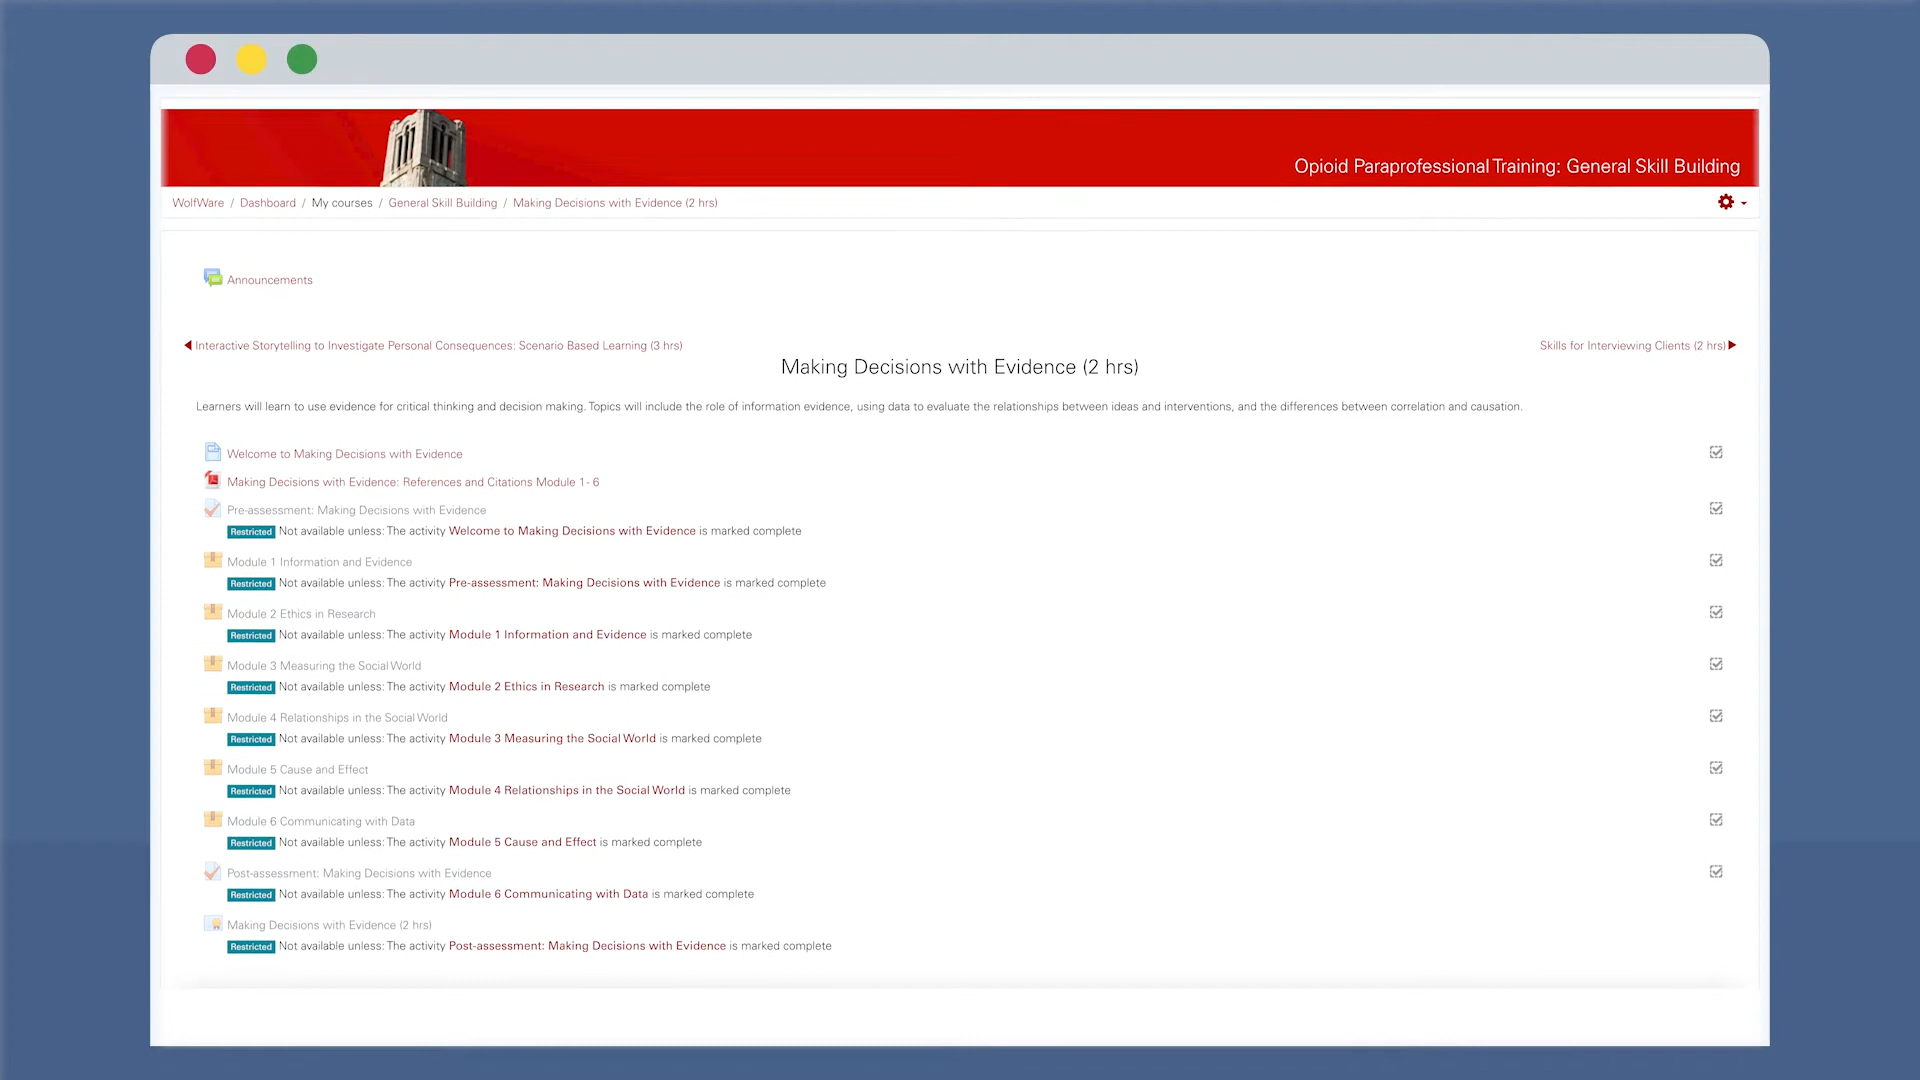 Opioid Paraprofessional Training: General Skill Building
WolfWare / Dashboard / My courses / General Skill Building / Making Decisions with Evidence (2 hrs)
Announcements
Interactive Storytelling to Investigate Personal Consequences: Scenario Based Learning (3 hrs)
Skills for Interviewing Clients (2 hrs)
Making Decisions with Evidence (2 hrs)
Learners will learn to use evidence for critical thinking and decision making. Topics will include the role of information evidence, using data to evaluate the relationships between ideas and interventions, and the differences between correlation and causation.
Welcome to Making Decisions with Evidence
Making Decisions with Evidence: References and Citations Module 1- 6
Pre-assessment: Making Decisions with Evidence
Restricted Not available unless: The activity Welcome to Making Decisions with Evidence is marked complete
Module 1 Information and Evidence
Restricted Not available unless: The activity Pre-assessment: Making Decisions with Evidence is marked complete
Module 2 Ethics in Research
Restricted Not available unless: The activity Module 1 Information and Evidence is marked complete
Module 3 Measuring the Social World
Restricted Not available unless: The activity Module 2 Ethics in Research is marked complete
Module 4 Relationships in the Social World
Restricted Not available unless: The activity Module 3 Measuring the Social World is marked complete
Module 5 Cause and Effect
Restricted Not available unless: The activity Module 4 Relationships in the Social World is marked complete
Module 6 Communicating with Data
Restricted Not available unless: The activity Module 5 Cause and Effect is marked complete
Post-assessment: Making Decisions with Evidence
Restricted Not available unless: The activity Module 6 Communicating with Data is marked complete
Making Decisions with Evidence (2 hrs)
Restricted Not available unless: The activity Post-assessment: Making Decisions with Evidence is marked complete